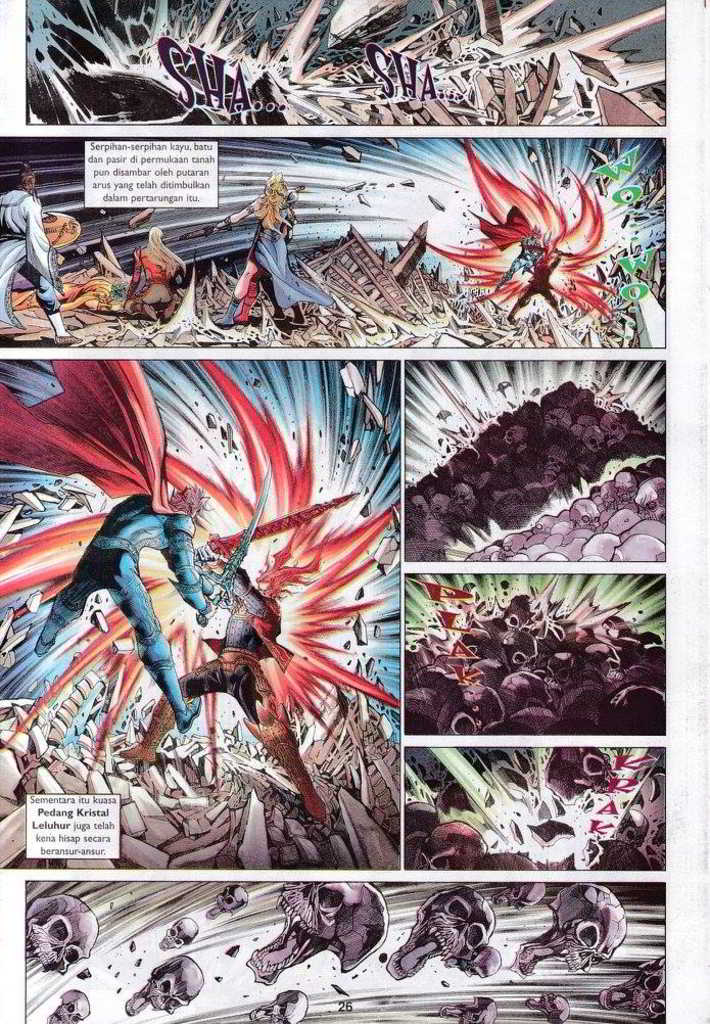 SHA...
SHA...
Serpihan-serpihan kayu, batu
dan pasir di permukaan tanah
pun disambar oleh putaran
arus yang telah ditimbulkan
dalam pertarungan itu.
WO...WO...
Sementara itu kuasa
Pedang Kristal
Leluhur juga telah
kena hisap secara
beransur-ansur.
PLAK
KRAK
26